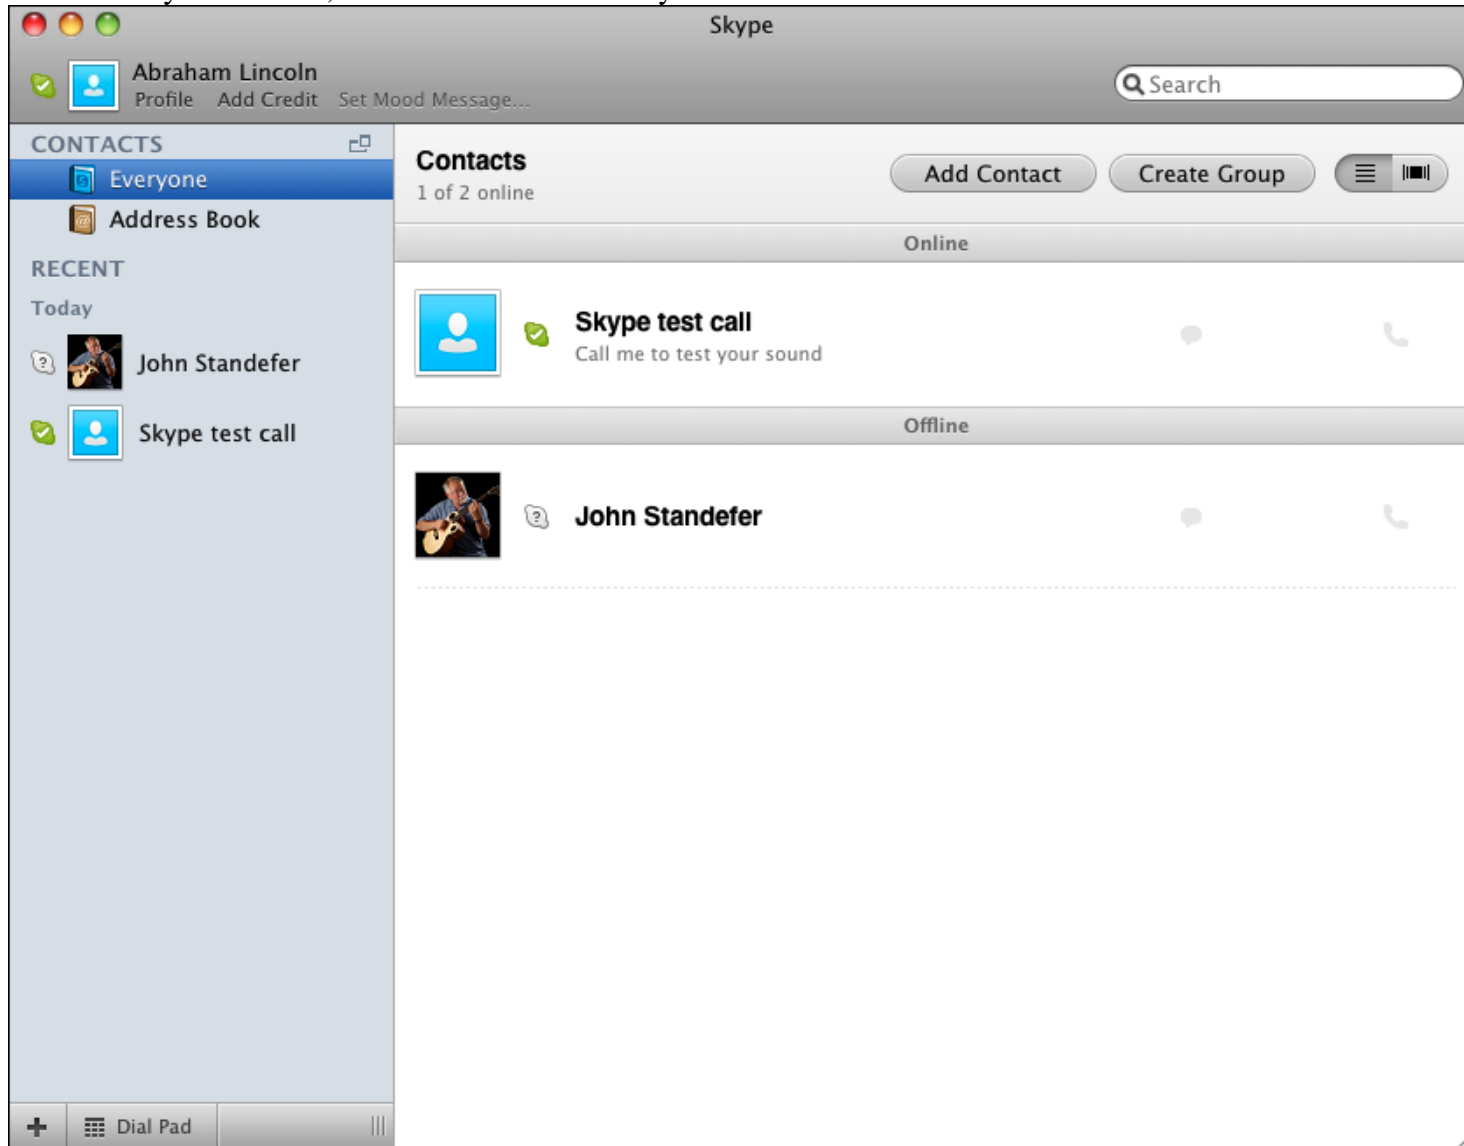 Skype
Abraham Lincoln
Profile Add Credit Set Mood Message...
Search
CONTACTS
Everyone
Address Book
RECENT
Today
John Standefer
Skype test call
Contacts
1 of 2 online
Add Contact
Create Group
Online
Skype test call
Call me to test your sound
Offline
John Standefer
Dial Pad